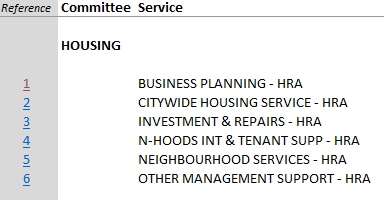 Reference Committee Service
HOUSING
1 BUSINESS PLANNING - HRA
2 CITYWIDE HOUSING SERVICE - HRA
3 INVESTMENT & REPAIRS - HRA
4 N-HOODS INT & TENANT SUPP - HRA
5 NEIGHBOURHOOD SERVICES - HRA
6 OTHER MANAGEMENT SUPPORT - HRA